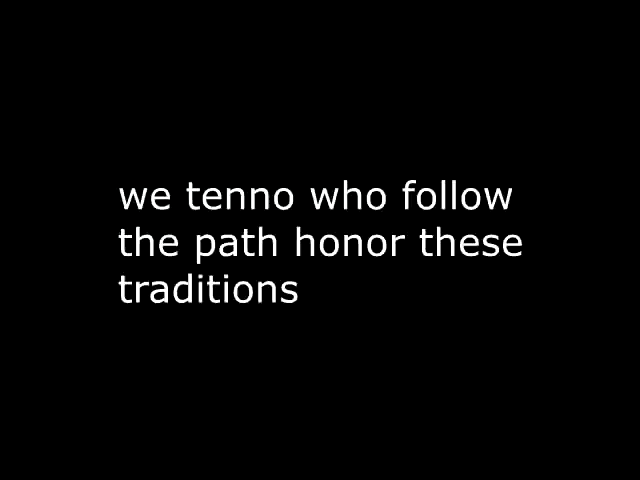 we tenno who follow
the path honor these
traditions